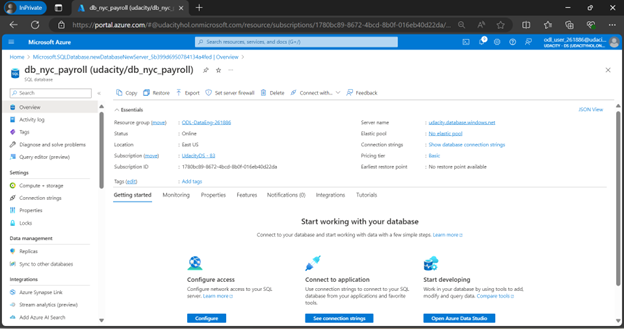 InPrivate
db_nyc_payroll (udacity/db_nyc_
https://portal.azure.com/#@udacityhol.onmicrosoft.com/resource/subscriptions/1780bc89-8672-4bcd-8b0f-016eb40d22da/...
Microsoft Azure
Search resources, services, and docs (G+/)
UDACITY - DS (UDACITYHOL.ON...
Home > Microsoft.SQLDatabase.newDatabaseNewServer_ | Overview >
db_nyc_payroll (udacity/db_nyc_payroll)
SQL database
Search
Copy Restore Export Set server firewall Delete Connect with... Feedback
Overview
Activity log
Tags
Diagnose and solve problems
Query editor (preview)
Settings
Compute + storage
Connection strings
Properties
Locks
Data management
Replicas
Sync to other databases
Integrations
Azure Synapse Link
Stream analytics (preview)
Add Azure AI Search
Essentials
JSON View
Resource group (move) : ODL-DataEng-261886
Status : Online
Location : East US
Subscription (move) : UdacityDS - 83
Subscription ID : 1780bc89-8672-4bcd-8b0f-016eb40d22da
Server name : udacity.database.windows.net
Elastic pool : No elastic pool
Connection strings : Show database connection strings
Pricing tier : Basic
Earliest restore point : No restore point available
Tags (edit) : Add tags
Getting started Monitoring Properties Features Notifications (0) Integrations Tutorials
Start working with your database
Connect to your database and start working with data with a few simple steps. Learn more
Configure access
Configure network access to your SQL
server. Learn more
Configure
Connect to application
Use connection strings to connect to your SQL
database from your applications and favorite
tools.
See connection strings
Start developing
Work in your database by using tools to add,
modify and query data. Compare tools
Open Azure Data Studio